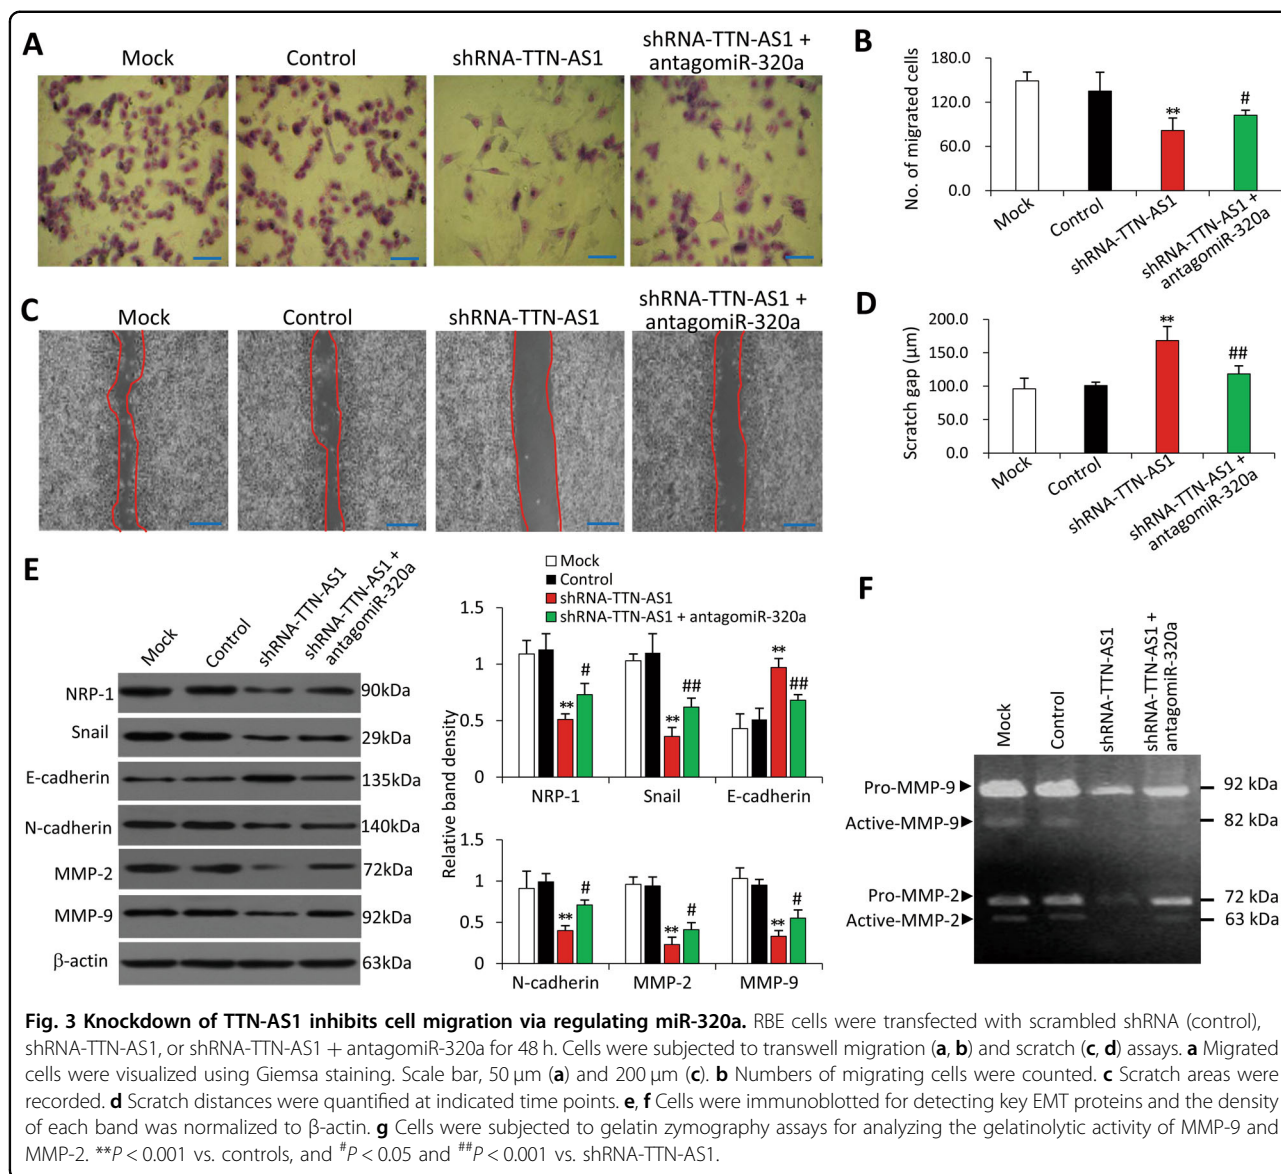 A
Mock
Control
shRNA-TTN-AS1
shRNA-TTN-AS1 +
antagomiR-320a
B
No. of migrated cells
180.0
120.0
60.0
0.0
**
#
Mock
Control
shRNA-TTN-AS1
shRNA-TTN-AS1 +
antagomiR-320a
C
Mock
Control
shRNA-TTN-AS1
shRNA-TTN-AS1 +
antagomiR-320a
D
Scratch gap (μm)
200.0
150.0
100.0
50.0
0.0
**
##
Mock
Control
shRNA-TTN-AS1
shRNA-TTN-AS1 +
antagomiR-320a
E
Mock
Control
shRNA-TTN-AS1
shRNA-TTN-AS1 +
antagomiR-320a
NRP-1 90kDa
Snail 29kDa
E-cadherin 135kDa
N-cadherin 140kDa
MMP-2 72kDa
MMP-9 92kDa
β-actin 63kDa
Mock
Control
shRNA-TTN-AS1
shRNA-TTN-AS1 + antagomiR-320a
Relative band density
1.5
1
0.5
0
** # ** ## ** ##
NRP-1 Snail E-cadherin
1.5
1
0.5
0
** # ** # ** #
N-cadherin MMP-2 MMP-9
F
Mock
Control
shRNA-TTN-AS1
shRNA-TTN-AS1 +
antagomiR-320a
Pro-MMP-9 92 kDa
Active-MMP-9 82 kDa
Pro-MMP-2 72 kDa
Active-MMP-2 63 kDa
Fig. 3 Knockdown of TTN-AS1 inhibits cell migration via regulating miR-320a. RBE cells were transfected with scrambled shRNA (control),
shRNA-TTN-AS1, or shRNA-TTN-AS1 + antagomiR-320a for 48 h. Cells were subjected to transwell migration (a, b) and scratch (c, d) assays. a Migrated
cells were visualized using Giemsa staining. Scale bar, 50 μm (a) and 200 μm (c). b Numbers of migrating cells were counted. c Scratch areas were
recorded. d Scratch distances were quantified at indicated time points. e, f Cells were immunoblotted for detecting key EMT proteins and the density
of each band was normalized to β-actin. g Cells were subjected to gelatin zymography assays for analyzing the gelatinolytic activity of MMP-9 and
MMP-2. **P < 0.001 vs. controls, and #P < 0.05 and ##P < 0.001 vs. shRNA-TTN-AS1.